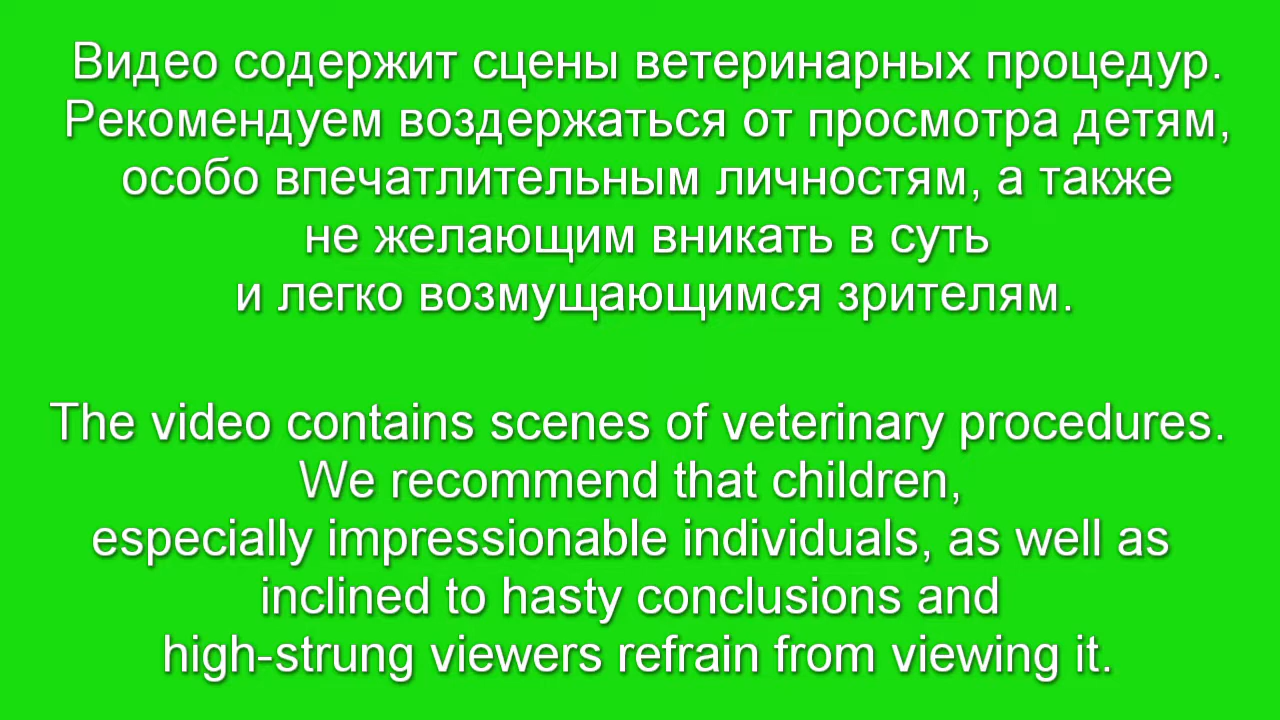 Видео содержит сцены ветеринарных процедур.
Рекомендуем воздержаться от просмотра детям,
особо впечатлительным личностям, а также
не желающим вникать в суть
и легко возмущающимся зрителям.
The video contains scenes of veterinary procedures.
We recommend that children,
especially impressionable individuals, as well as
inclined to hasty conclusions and
high-strung viewers refrain from viewing it.